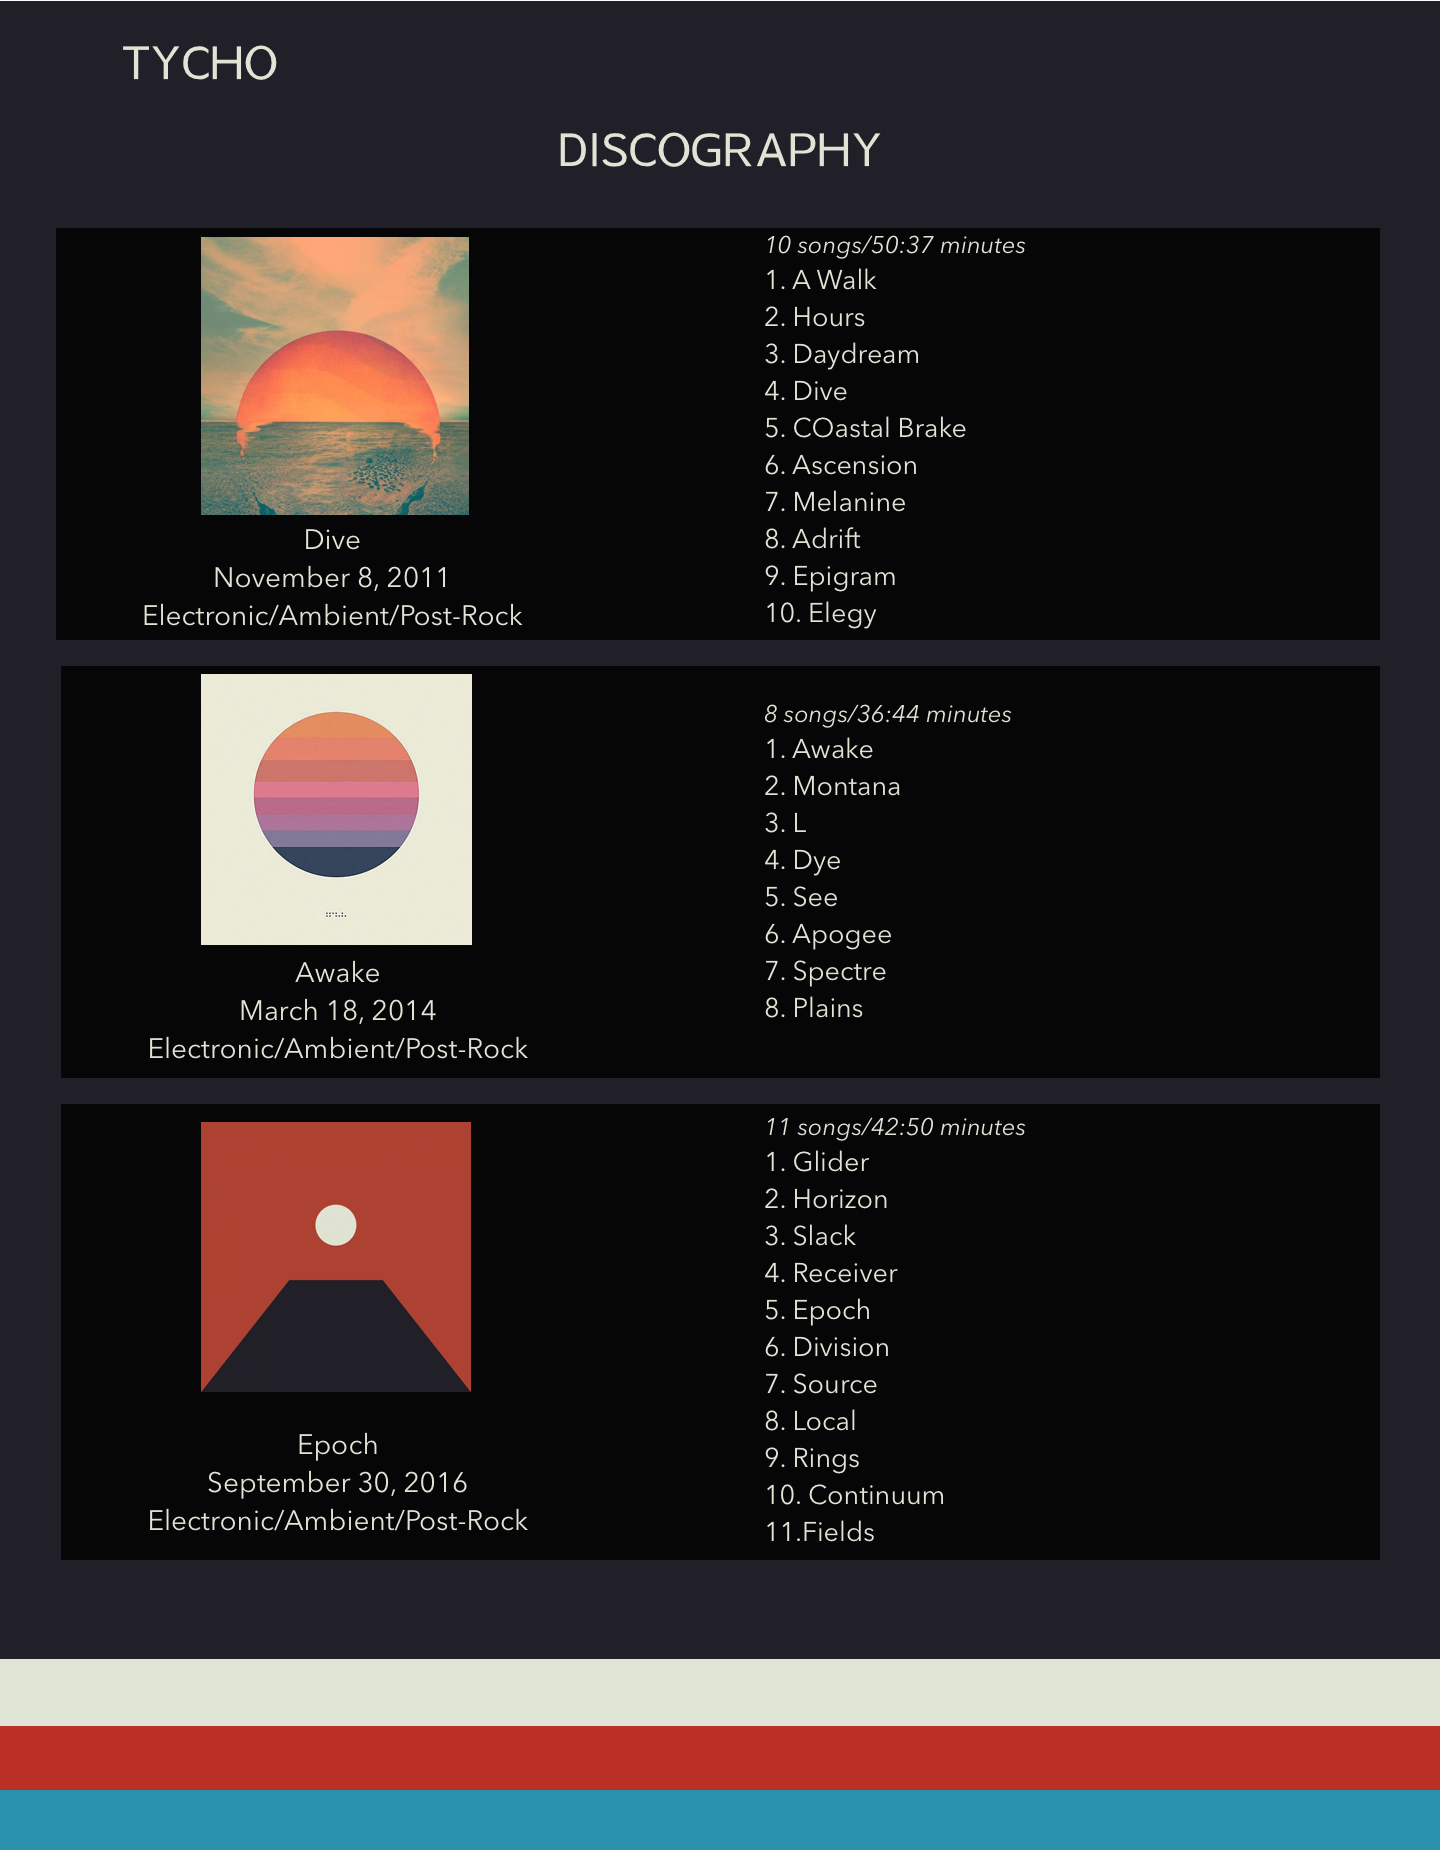 TYCHO
DISCOGRAPHY
Dive
November 8, 2011
Electronic/Ambient/Post-Rock
10 songs/50:37 minutes
1. A Walk
2. Hours
3. Daydream
4. Dive
5. COastal Brake
6. Ascension
7. Melanine
8. Adrift
9. Epigram
10. Elegy
Awake
March 18, 2014
Electronic/Ambient/Post-Rock
8 songs/36:44 minutes
1. Awake
2. Montana
3. L
4. Dye
5. See
6. Apogee
7. Spectre
8. Plains
Epoch
September 30, 2016
Electronic/Ambient/Post-Rock
11 songs/42:50 minutes
1. Glider
2. Horizon
3. Slack
4. Receiver
5. Epoch
6. Division
7. Source
8. Local
9. Rings
10. Continuum
11.Fields